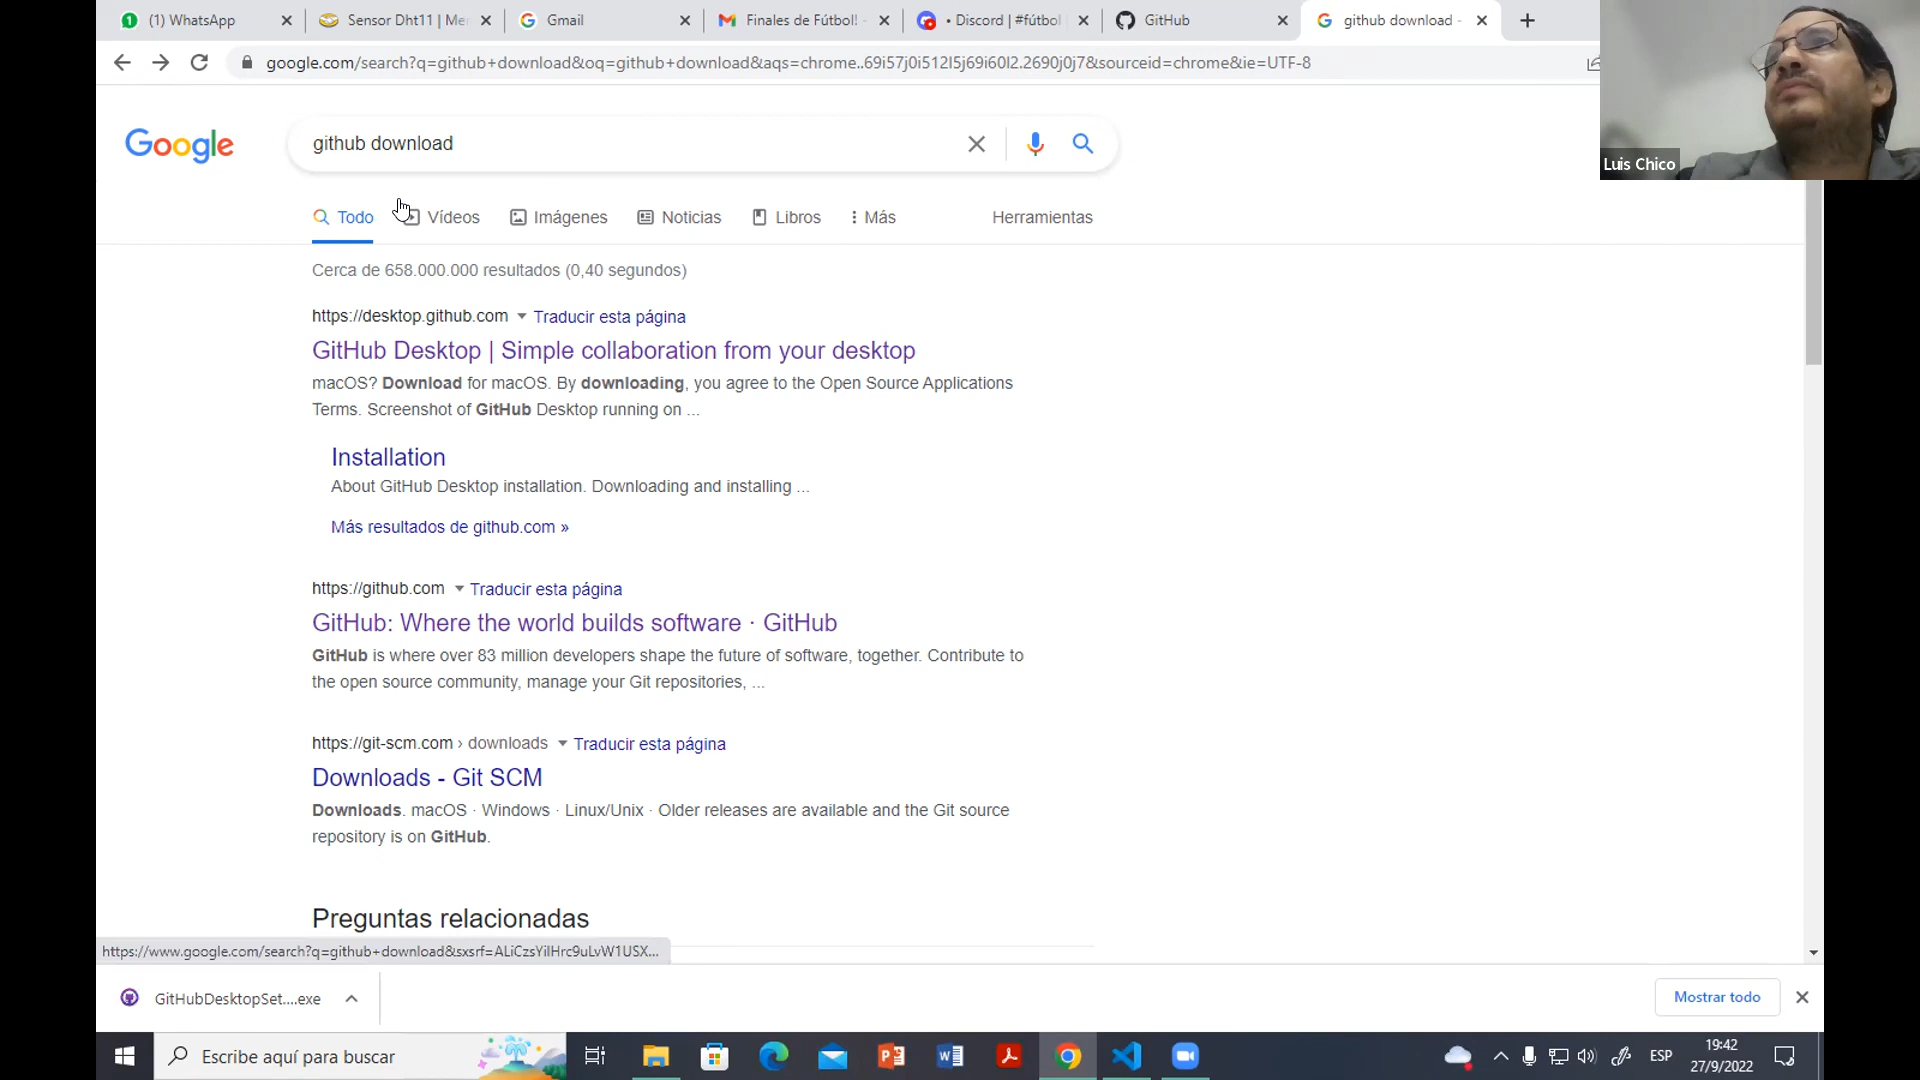 (1) WhatsApp
Sensor Dht11 | Me
Gmail
Finales de Fútbol! -
• Discord | #fútbol
GitHub
github download -
google.com/search?q=github+download&oq=github+download&aqs=chrome..69i57j0i512l5j69i60l2.2690j0j7&sourceid=chrome&ie=UTF-8
Luis Chico
Google
github download
Todo
Vídeos
Imágenes
Noticias
Libros
Más
Herramientas
Cerca de 658.000.000 resultados (0,40 segundos)
https://desktop.github.com
Traducir esta página
GitHub Desktop | Simple collaboration from your desktop
macOS? Download for macOS. By downloading, you agree to the Open Source Applications
Terms. Screenshot of GitHub Desktop running on ...
Installation
About GitHub Desktop installation. Downloading and installing ...
Más resultados de github.com »
https://github.com
Traducir esta página
GitHub: Where the world builds software · GitHub
GitHub is where over 83 million developers shape the future of software, together. Contribute to
the open source community, manage your Git repositories, ...
https://git-scm.com › downloads
Traducir esta página
Downloads - Git SCM
Downloads. macOS · Windows · Linux/Unix · Older releases are available and the Git source
repository is on GitHub.
Preguntas relacionadas
https://www.google.com/search?q=github+download&sxsrf=ALiCzsYilHrc9uLvW1USX...
GitHubDesktopSet....exe
Mostrar todo
Escribe aquí para buscar
ESP
19:42
27/9/2022